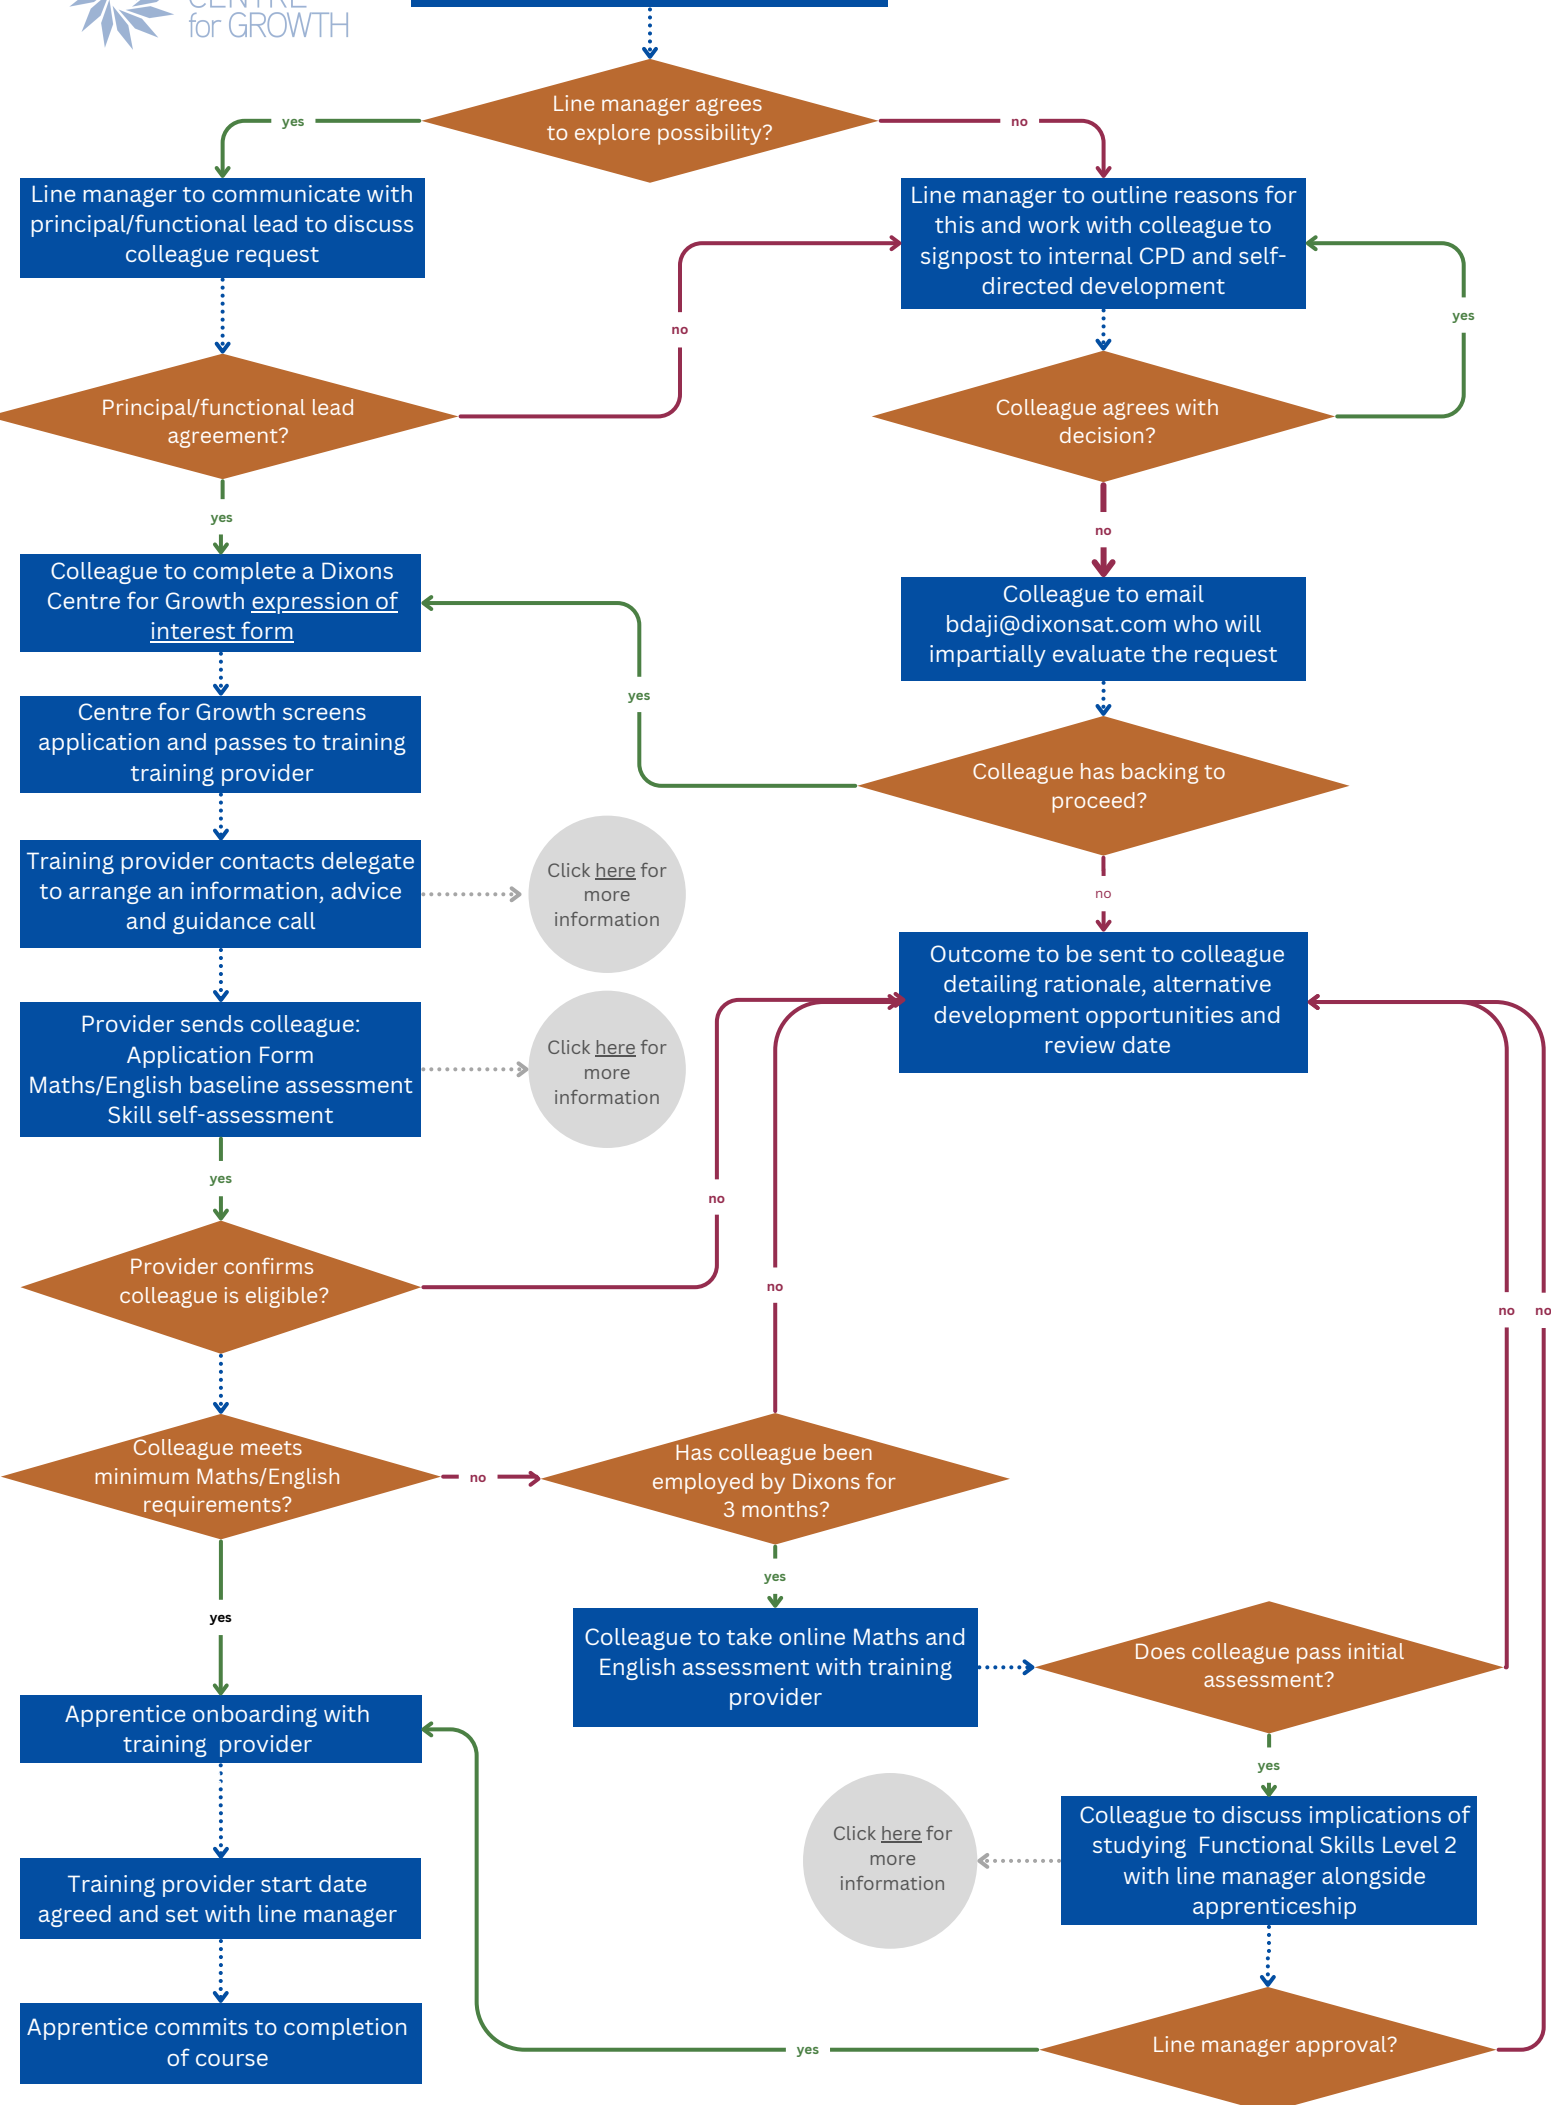 CENTRE
for GROWTH
Line manager agrees
to explore possibility?
yes
no
Line manager to communicate with
principal/functional lead to discuss
colleague request
Line manager to outline reasons for
this and work with colleague to
signpost to internal CPD and self-
directed development
no
yes
Principal/functional lead
agreement?
Colleague agrees with
decision?
yes
no
Colleague to complete a Dixons
Centre for Growth expression of
interest form
Colleague to email
bdaji@dixonsat.com who will
impartially evaluate the request
yes
Centre for Growth screens
application and passes to training
training provider
Colleague has backing to
proceed?
Training provider contacts delegate
to arrange an information, advice
and guidance call
Click here for
more
information
no
Outcome to be sent to colleague
detailing rationale, alternative
development opportunities and
review date
Provider sends colleague:
Application Form
Maths/English baseline assessment
Skill self-assessment
Click here for
more
information
yes
no
Provider confirms
colleague is eligible?
no
no
no
Colleague meets
minimum Maths/English
requirements?
no
Has colleague been
employed by Dixons for
3 months?
yes
yes
Colleague to take online Maths and
English assessment with training
provider
Does colleague pass initial
assessment?
Apprentice onboarding with
training  provider
yes
Colleague to discuss implications of
studying  Functional Skills Level 2
with line manager alongside
apprenticeship
Click here for
more
information
Training provider start date
agreed and set with line manager
Apprentice commits to completion
of course
yes
Line manager approval?